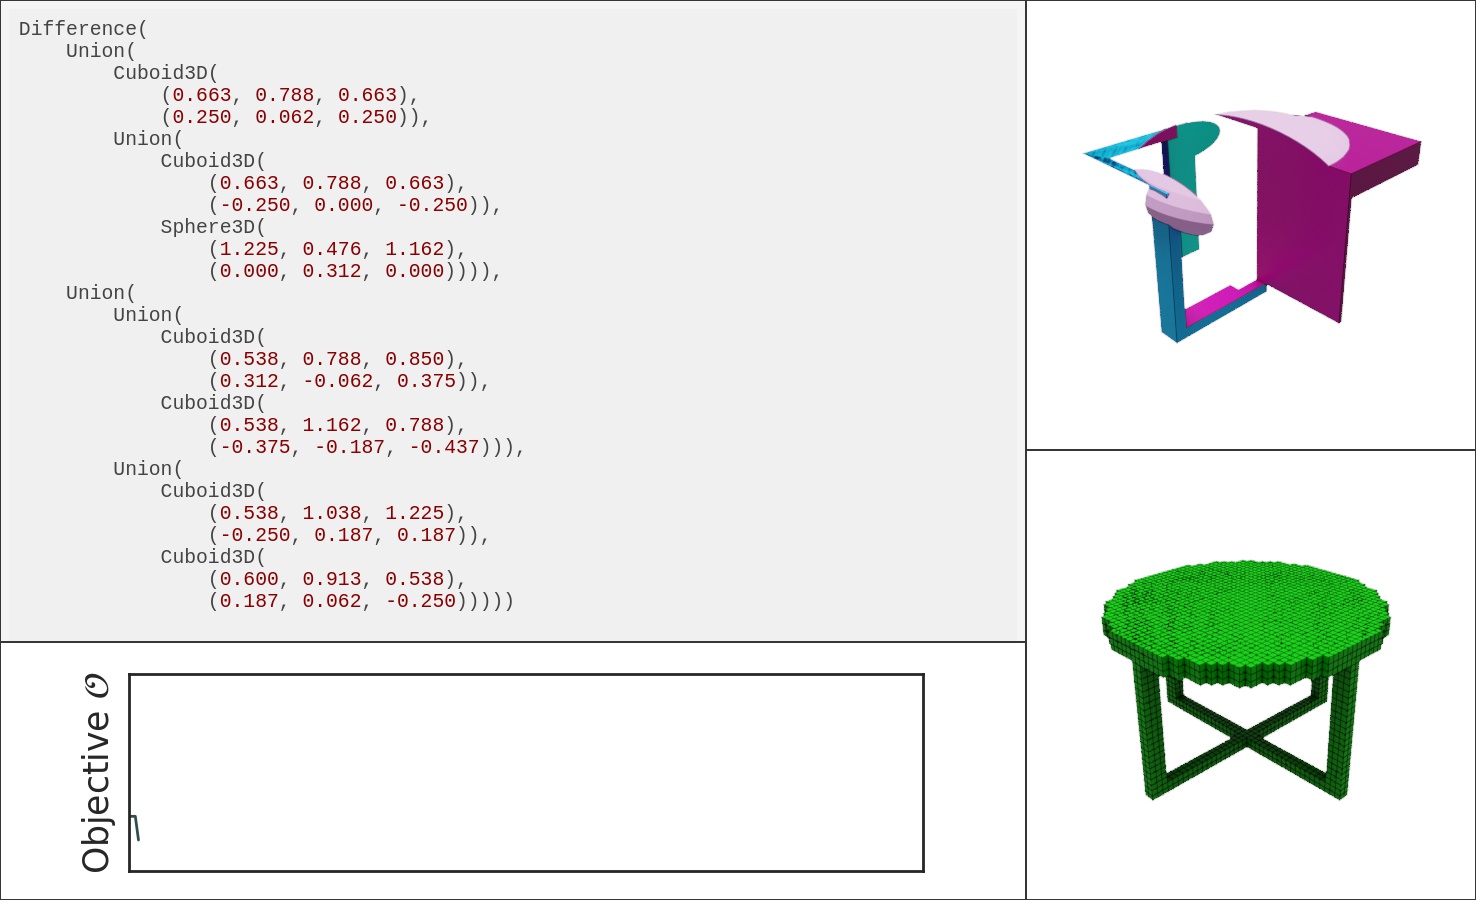 Difference(
    Union(
        Cuboid3D(
            (0.663, 0.788, 0.663),
            (0.250, 0.062, 0.250)),
        Union(
            Cuboid3D(
                (0.663, 0.788, 0.663),
                (-0.250, 0.000, -0.250)),
            Sphere3D(
                (1.225, 0.476, 1.162),
                (0.000, 0.312, 0.000)))),
    Union(
        Union(
            Cuboid3D(
                (0.538, 0.788, 0.850),
                (0.312, -0.062, 0.375)),
            Cuboid3D(
                (0.538, 1.162, 0.788),
                (-0.375, -0.187, -0.437))),
        Union(
            Cuboid3D(
                (0.538, 1.038, 1.225),
                (-0.250, 0.187, 0.187)),
            Cuboid3D(
                (0.600, 0.913, 0.538),
                (0.187, 0.062, -0.250)))))
Objective 𝒪